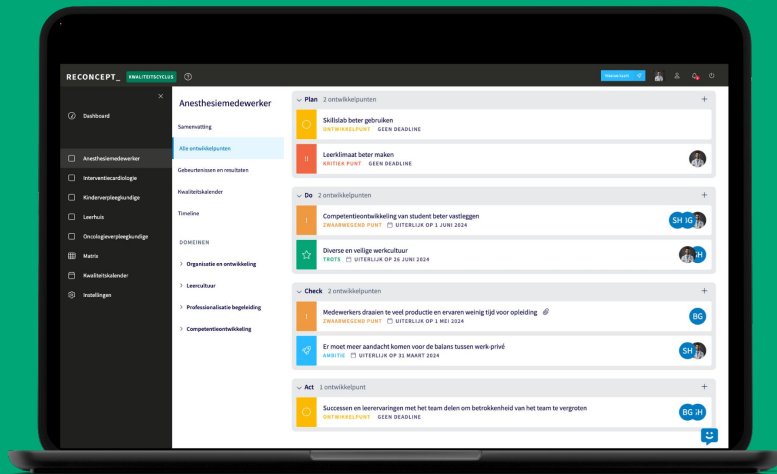 RECONCEPT_ KWALITEITSCYCLUS
Dashboard
Anesthesiemedewerker
Interventiecardiologie
Kinderverpleegkundige
Leerhuis
Oncologieverpleegkundige
Matrix
Kwaliteitskalender
Instellingen
Anesthesiemedewerker
Samenvatting
Alle ontwikkelpunten
Gebeurtenissen en resultaten
Kwaliteitskalender
Timeline
DOMEINEN
Organisatie en ontwikkeling
Leercultuur
Professionalisatie begeleiding
Competentieontwikkeling
Plan 2 ontwikkelpunten
Skillslab beter gebruiken
ONTWIKKELPUNT GEEN DEADLINE
Leerklimaat beter maken
KRITIEK PUNT GEEN DEADLINE
Do 2 ontwikkelpunten
Competentieontwikkeling van student beter vastleggen
ZWAARWEGEND PUNT UITERLIJK OP 1 JUNI 2024
SH
Diverse en veilige werkcultuur
TROTS UITERLIJK OP 26 JUNI 2024
Check 2 ontwikkelpunten
Medewerkers draaien te veel productie en ervaren weinig tijd voor opleiding
ZWAARWEGEND PUNT UITERLIJK OP 1 MEI 2024
BG
Er moet meer aandacht komen voor de balans tussen werk-privé
AMBITIE UITERLIJK OP 31 MAART 2024
SH
Act 1 ontwikkelpunt
Successen en leerervaringen met het team delen om betrokkenheid van het team te vergroten
ONTWIKKELPUNT GEEN DEADLINE
BG